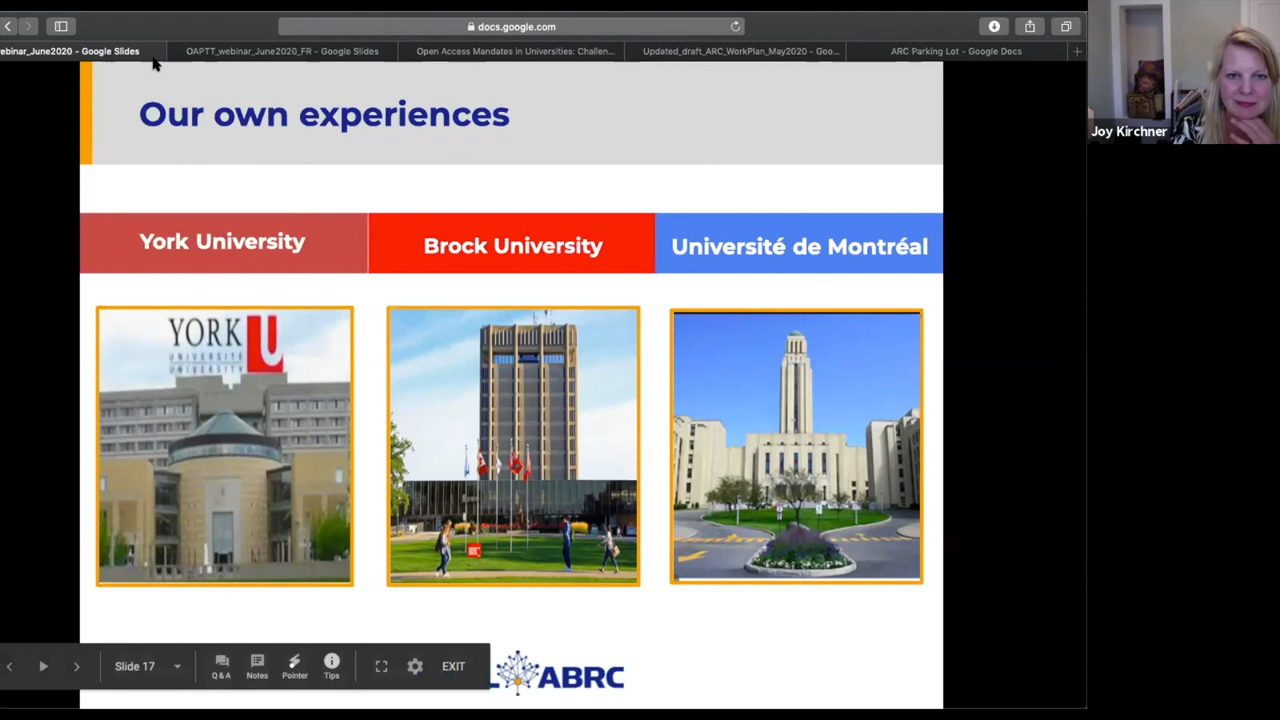 docs.google.com
ebinar_June2020 - Google Slides
OAPTT_webinar_June2020_FR - Google Slides
Open Access Mandates in Universities: Challen...
Updated_draft_ARC_WorkPlan_May2020 - Goo...
ARC Parking Lot - Google Docs
Joy Kirchner
Our own experiences
York University
Brock University
Université de Montréal
YORK U
UNIVERSITÉ
UNIVERSITY
Slide 17
Q & A
Notes
Pointer
Tips
EXIT
ABRC